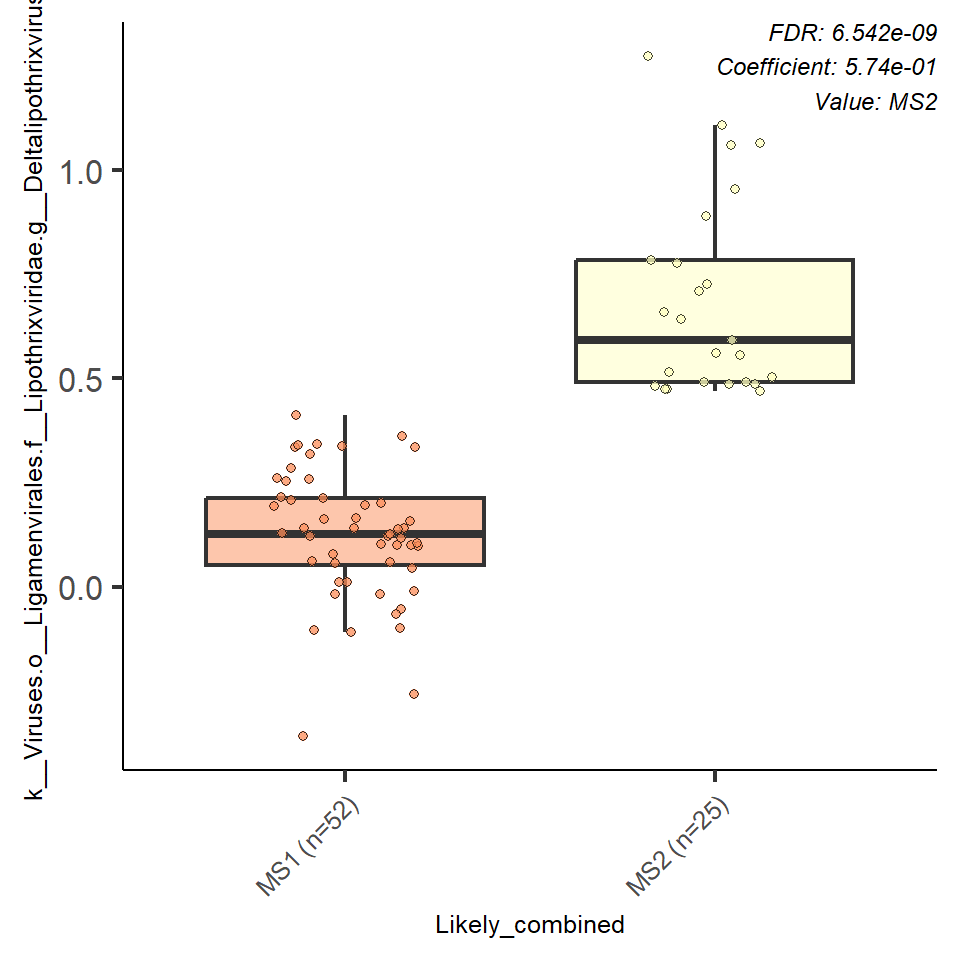 FDR: 6.542e-09
Coefficient: 5.74e-01
Value: MS2
k__Viruses.o__Ligamenvirales.f__Lipothrixviridae.g__Deltalipothrixvirus
1.0
0.5
0.0
MS1 (n=52)
MS2 (n=25)
Likely_combined